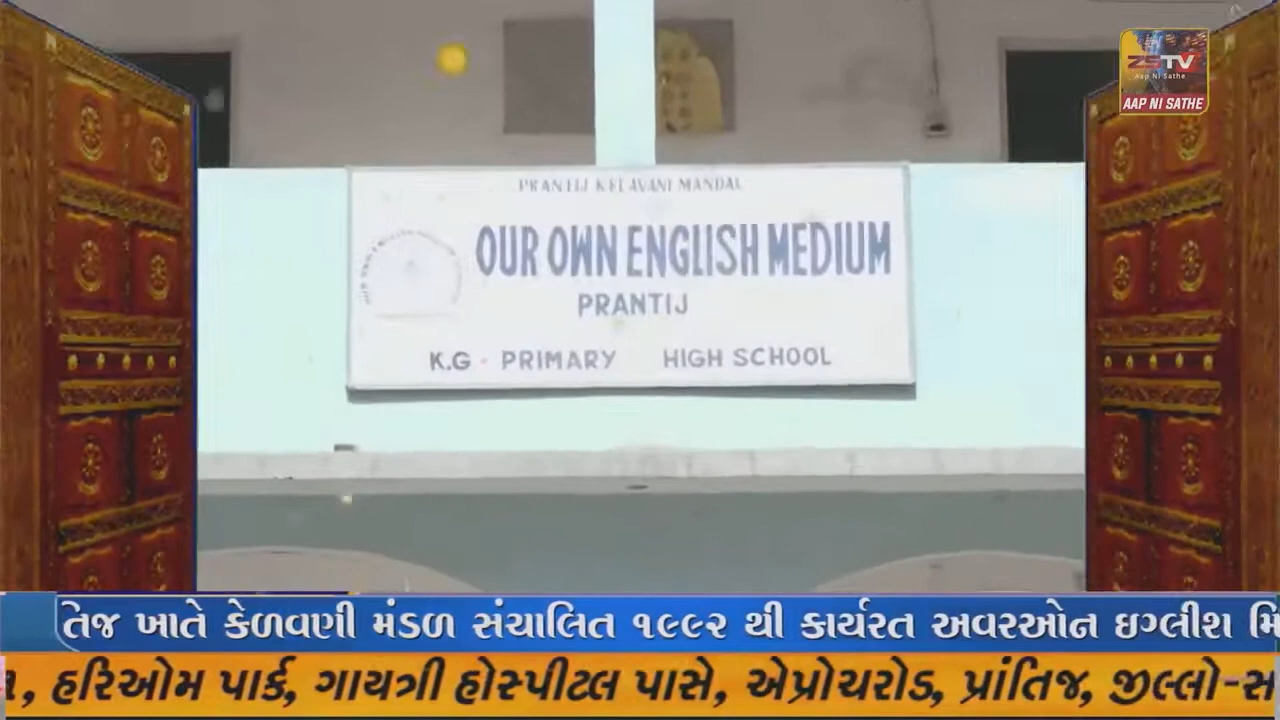 ZSTV
Aap Ni Sathe
AAP NI SATHE
PRANTIJ KELAVANI MANDAL
OUR OWN ENGLISH MEDIUM
PRANTIJ
K.G - PRIMARY HIGH SCHOOL
તિજ ખાતે કેળવણી મંડળ સંચાલિત ૧૯૯૨ થી કાર્યરત અવરઓન ઇંગ્લીશ મિ
, હરિઓમ પાર્ક, ગાયત્રી હોસ્પીટલ પાસે, એપ્રોચરોડ, પ્રાંતિજ, જીલ્લો-સ